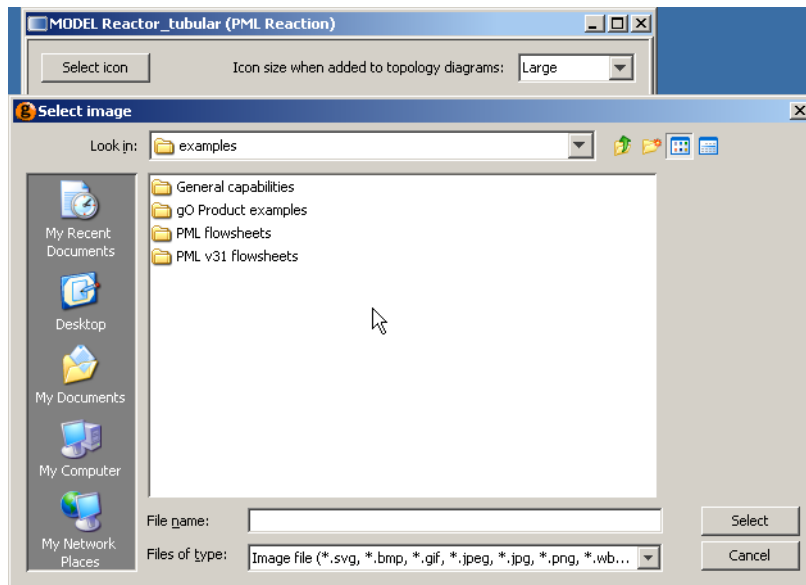 MODEL Reactor_tubular (PML Reaction)
Select icon
Icon size when added to topology diagrams: Large
Select image
Look in: examples
General capabilities
gO Product examples
PML flowsheets
PML v31 flowsheets
My Recent
Documents
Desktop
My Documents
My Computer
My Network
Places
File name:
Select
Files of type: Image file (*.svg, *.bmp, *.gif, *.jpeg, *.jpg, *.png, *.wb...
Cancel